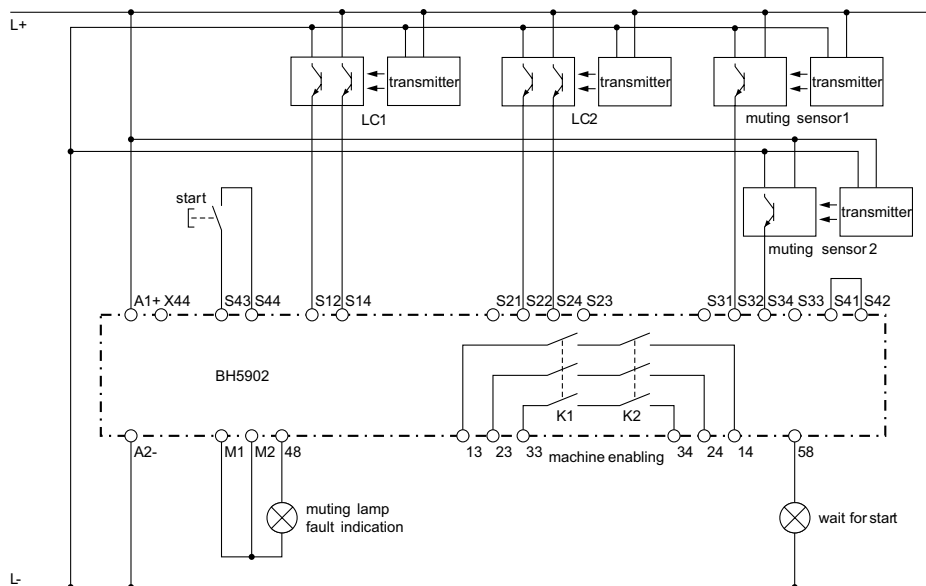 L+
transmitter
LC1
transmitter
LC2
transmitter
muting sensor1
start
transmitter
muting sensor2
A1+ X44 S43 S44 S12 S14 S21 S22 S24 S23 S31 S32 S34 S33 S41 S42
BH5902
K1 K2
A2- M1 M2 48 13 23 33 machine enabling 34 24 14 58
muting lamp
fault indication
wait for start
L-